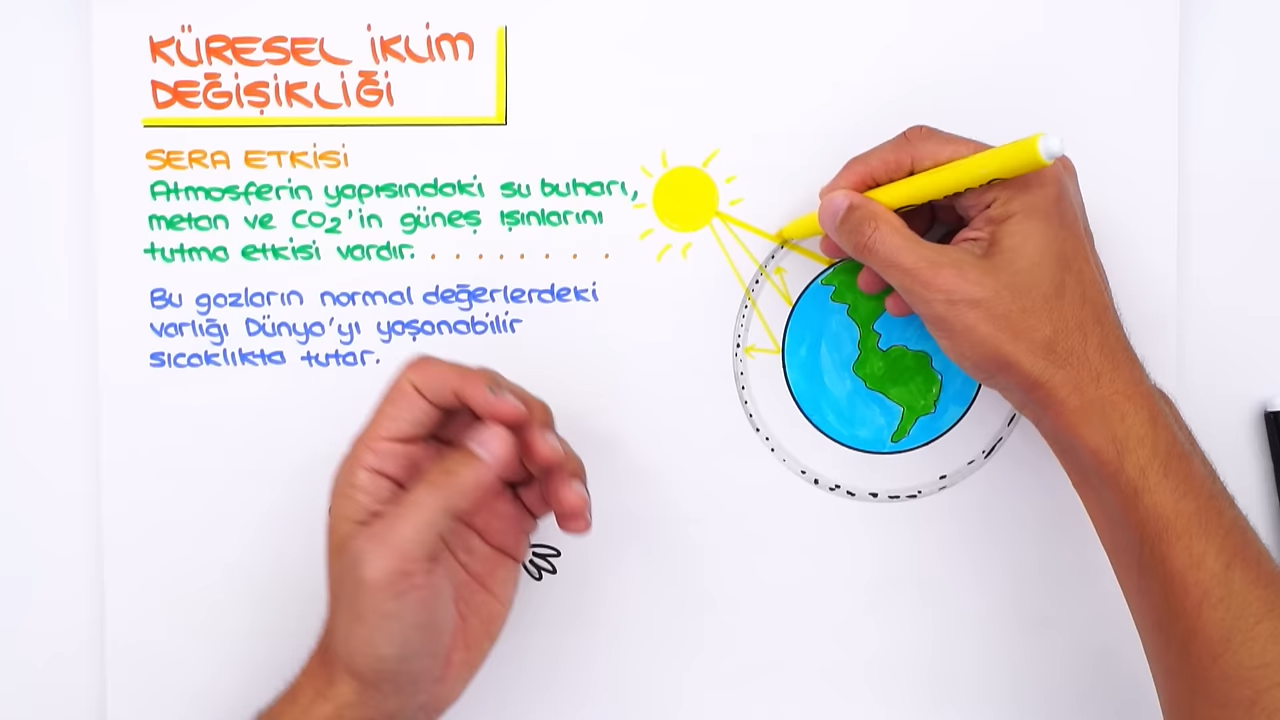 KÜRESEL İKLİM
DEĞİŞİKLİĞİ
SERA ETKİSİ
Atmosferin yapısındaki su buharı,
metan ve CO₂'in güneş ışınlarını
tutma etkisi vardır. . . . . . . . .
Bu gazların normal değerlerdeki
varlığı Dünya'yı yaşanabilir
sıcaklıkta tutar.